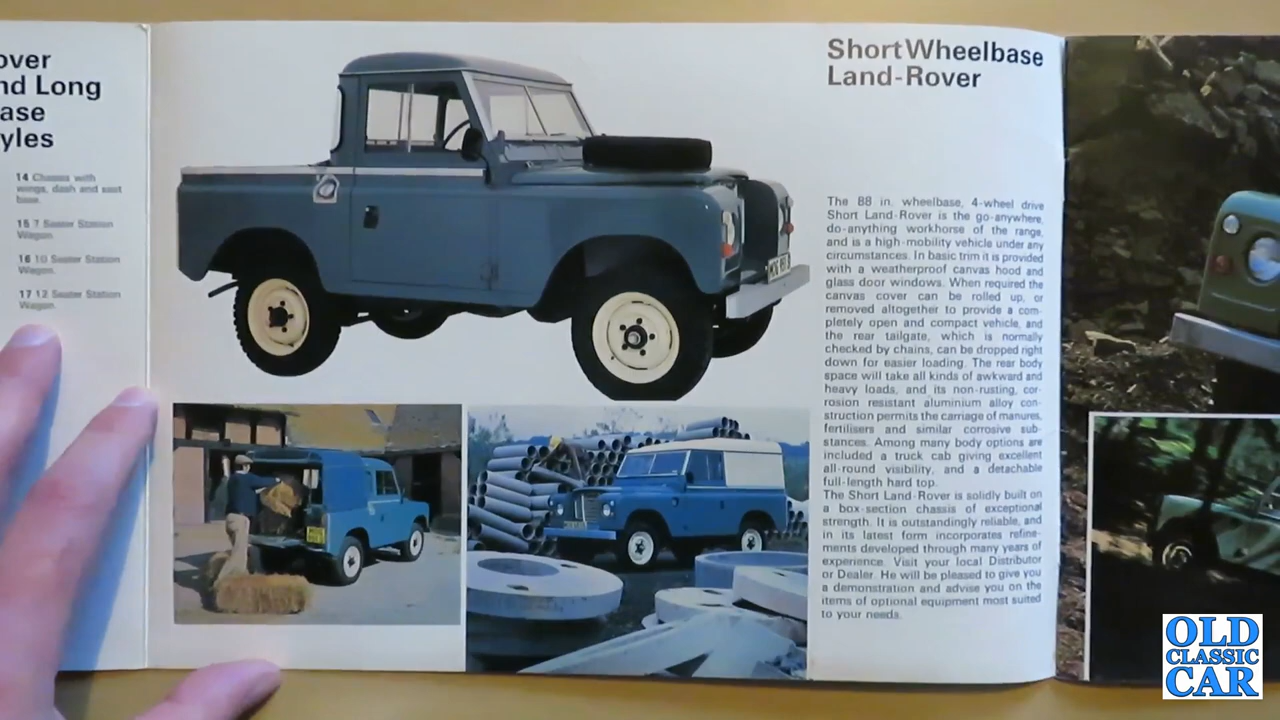 over
nd Long
ase
yles
14 Chassis with
wings, dash and seat
base.
15 7 Seater Station
Wagon.
16 10 Seater Station
Wagon.
17 12 Seater Station
Wagon.
Short Wheelbase
Land-Rover
The 88 in. wheelbase, 4-wheel drive
Short Land-Rover is the go-anywhere,
do-anything workhorse of the range,
and is a high-mobility vehicle under any
circumstances. In basic trim it is provided
with a weatherproof canvas hood and
glass door windows. When required the
canvas cover can be rolled up, or
removed altogether to provide a com-
pletely open and compact vehicle, and
the rear tailgate, which is normally
checked by chains, can be dropped right
down for easier loading. The rear body
space will take all kinds of awkward and
heavy loads, and its non-rusting, cor-
rosion resistant aluminium alloy con-
struction permits the carriage of manures,
fertilisers and similar corrosive sub-
stances. Among many body options are
included a truck cab giving excellent
all-round visibility, and a detachable
full-length hard top.
The Short Land-Rover is solidly built on
a box-section chassis of exceptional
strength. It is outstandingly reliable, and
in its latest form incorporates refine-
ments developed through many years of
experience. Visit your local Distributor
or Dealer. He will be pleased to give you
a demonstration and advise you on the
items of optional equipment most suited
to your needs.
OLD
CLASSIC
CAR